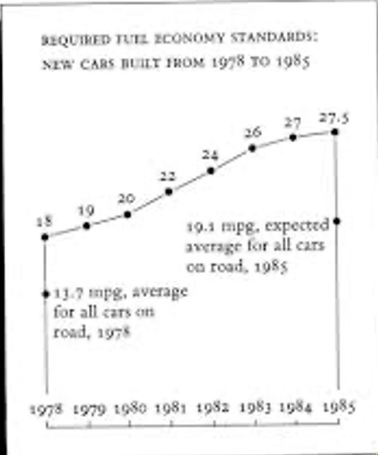 REQUIRED FUEL ECONOMY STANDARDS:
NEW CARS BUILT FROM 1978 TO 1985
18
19
20
22
24
26
27
27.5
19.1 mpg, expected
average for all cars
on road, 1985
13.7 mpg, average
for all cars on
road, 1978
1978 1979 1980 1981 1982 1983 1984 1985